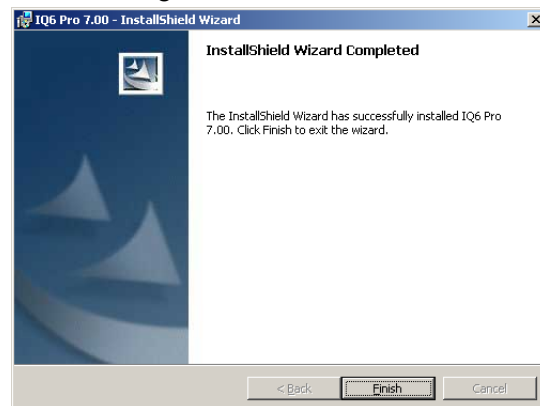 IQ6 Pro 7.00 - InstallShield Wizard
InstallShield Wizard Completed
The InstallShield Wizard has successfully installed IQ6 Pro
7.00. Click Finish to exit the wizard.
< Back Finish Cancel